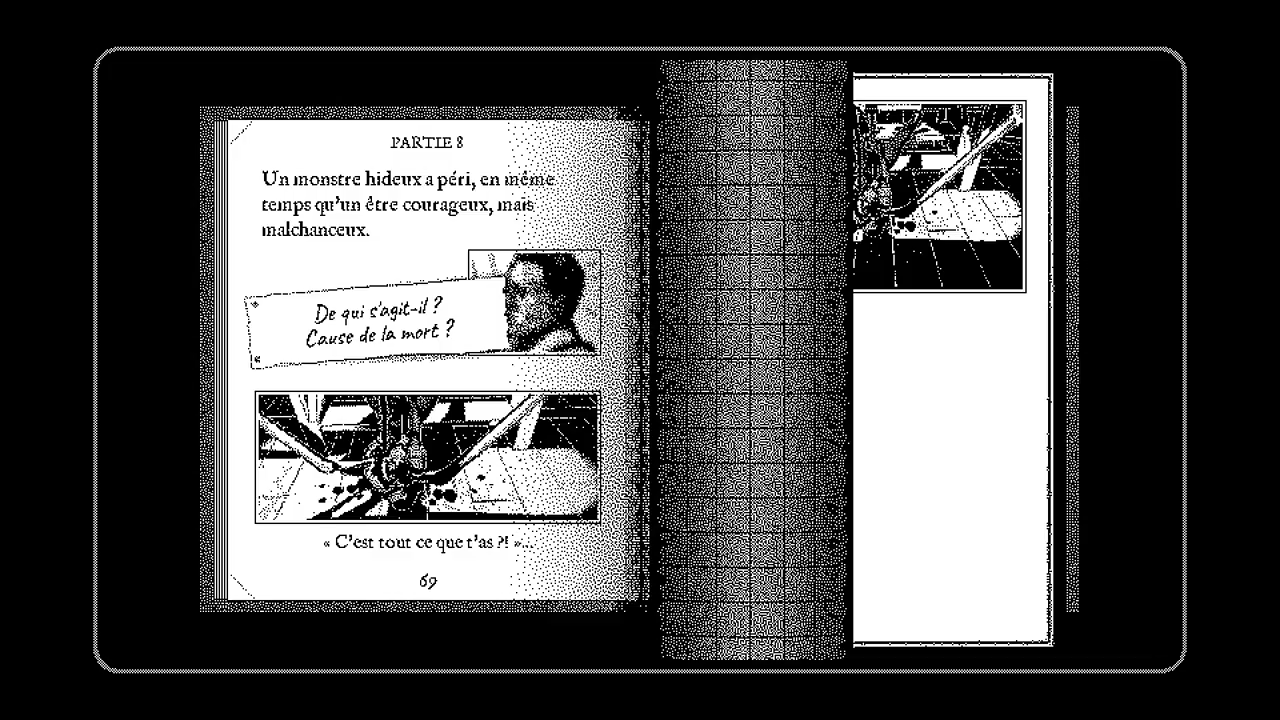 PARTIE 8
Un monstre hideux a péri, en même
temps qu'un être courageux, mais
malchanceux.
De qui s'agit-il ?
Cause de la mort ?
« C'est tout ce que t'as ?! »...
69